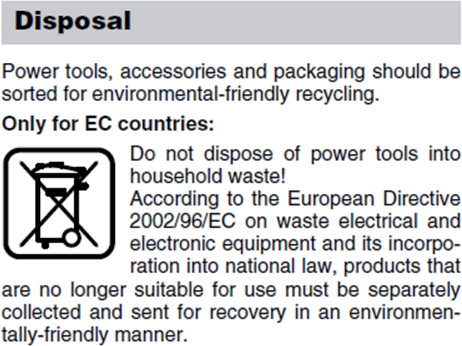 Disposal
Power tools, accessories and packaging should be
sorted for environmental-friendly recycling.
Only for EC countries:
Do not dispose of power tools into
household waste!
According to the European Directive
2002/96/EC on waste electrical and
electronic equipment and its incorpo-
ration into national law, products that
are no longer suitable for use must be separately
collected and sent for recovery in an environmen-
tally-friendly manner.